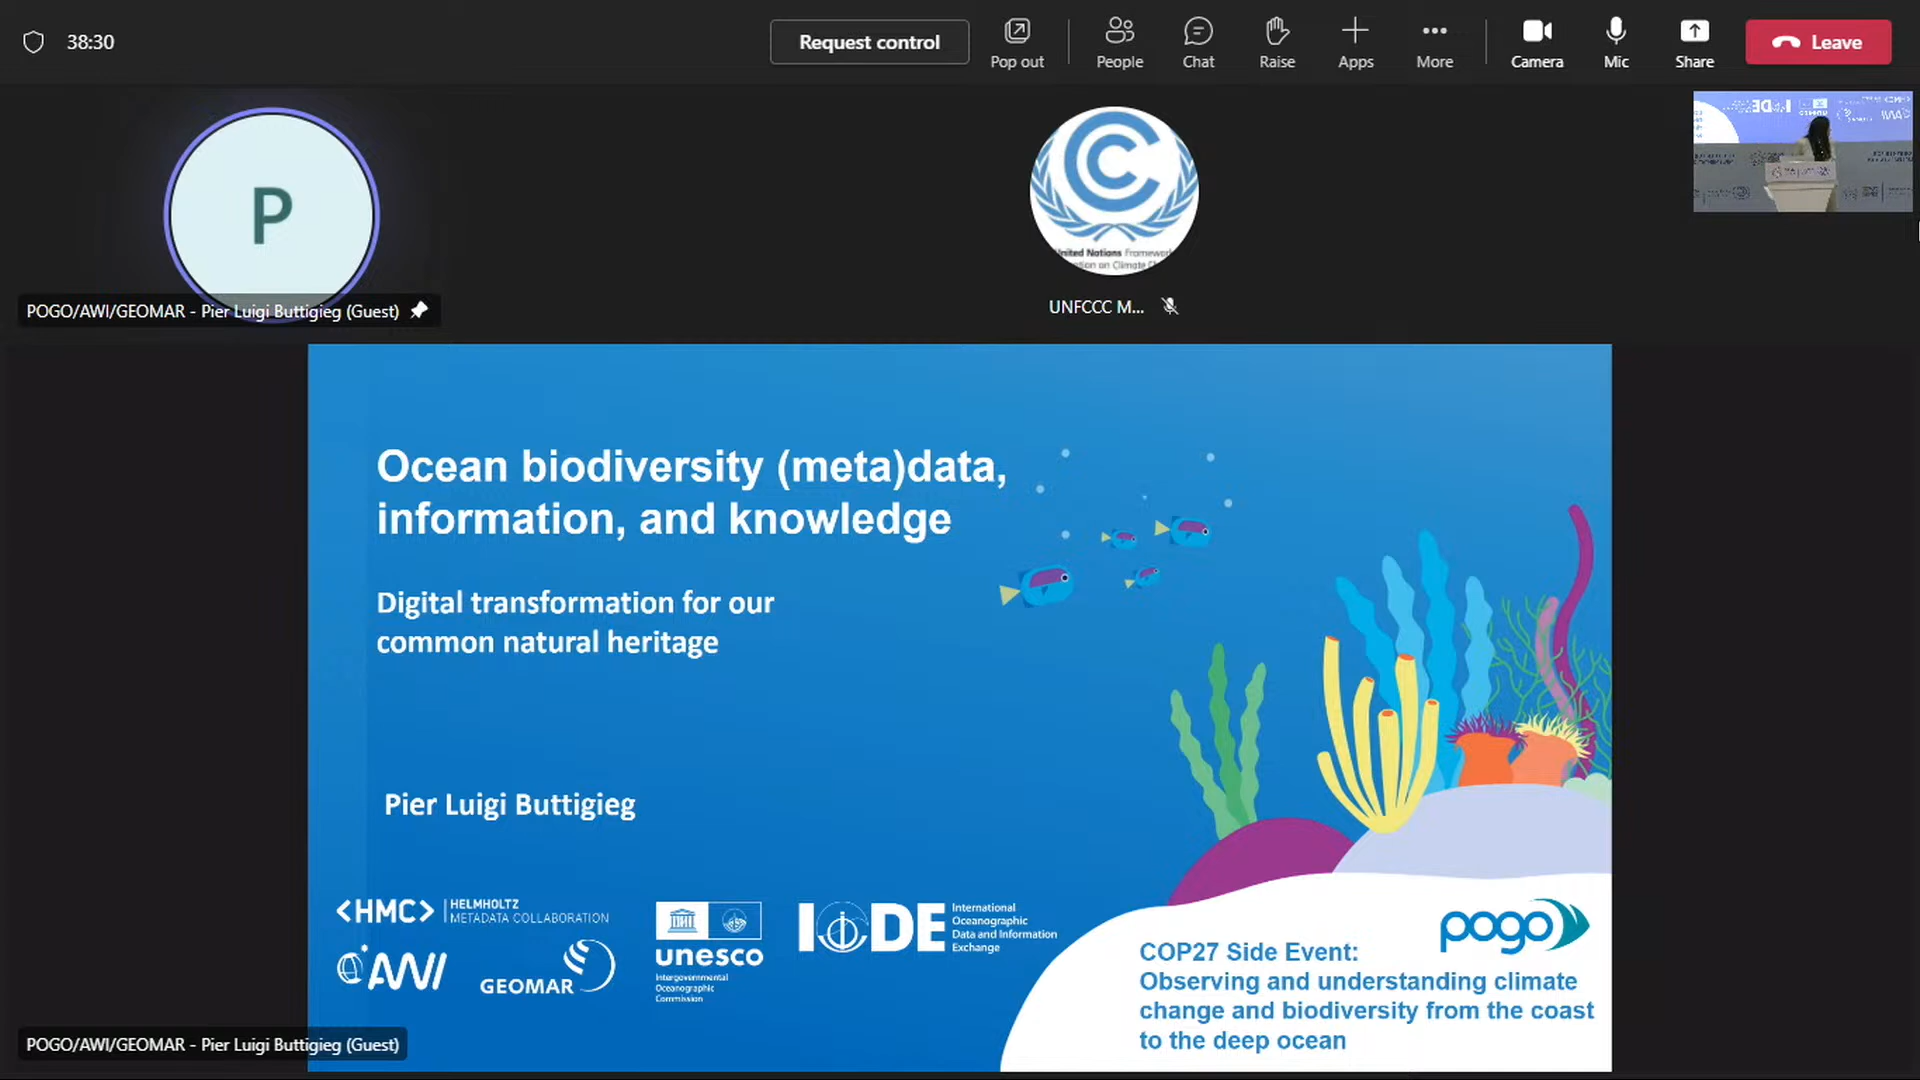 38:30
Request control
Pop out
People
Chat
Raise
Apps
More
Camera
Mic
Share
Leave
P
United Nations Framework
POGO/AWI/GEOMAR - Pier Luigi Buttigieg (Guest)
UNFCCC M...
Ocean biodiversity (meta)data,
information, and knowledge
Digital transformation for our
common natural heritage
Pier Luigi Buttigieg
<HMC> HELMHOLTZ
METADATA COLLABORATION
AWI
GEOMAR
unesco
Intergovernmental
Oceanographic
Commission
IODE
International
Oceanographic
Data and Information
Exchange
pogo
COP27 Side Event:
Observing and understanding climate
change and biodiversity from the coast
to the deep ocean
POGO/AWI/GEOMAR - Pier Luigi Buttigieg (Guest)